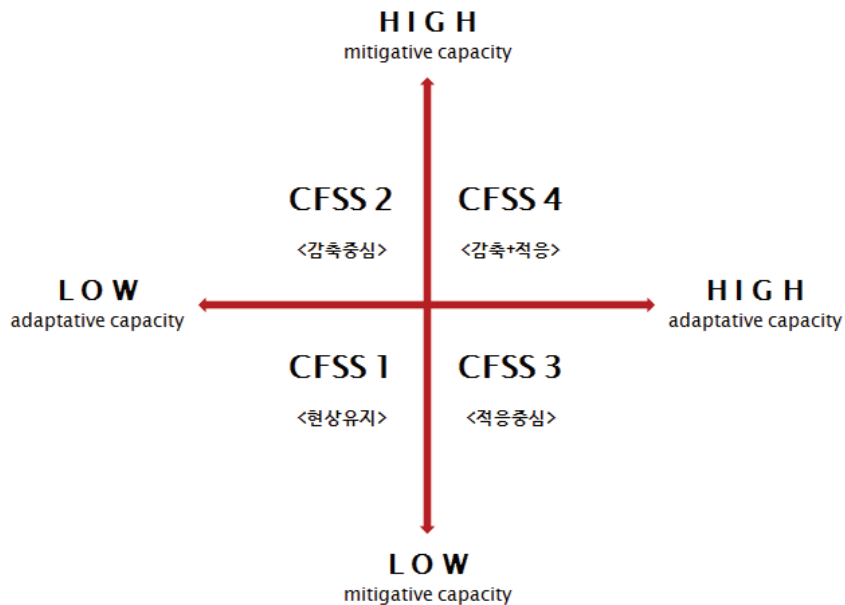 HIGH
mitigative capacity
CFSS 2
CFSS 4
<감축중심>
<감축+적응>
LOW
adaptative capacity
HIGH
adaptative capacity
CFSS 1
CFSS 3
<현상유지>
<적응중심>
LOW
mitigative capacity